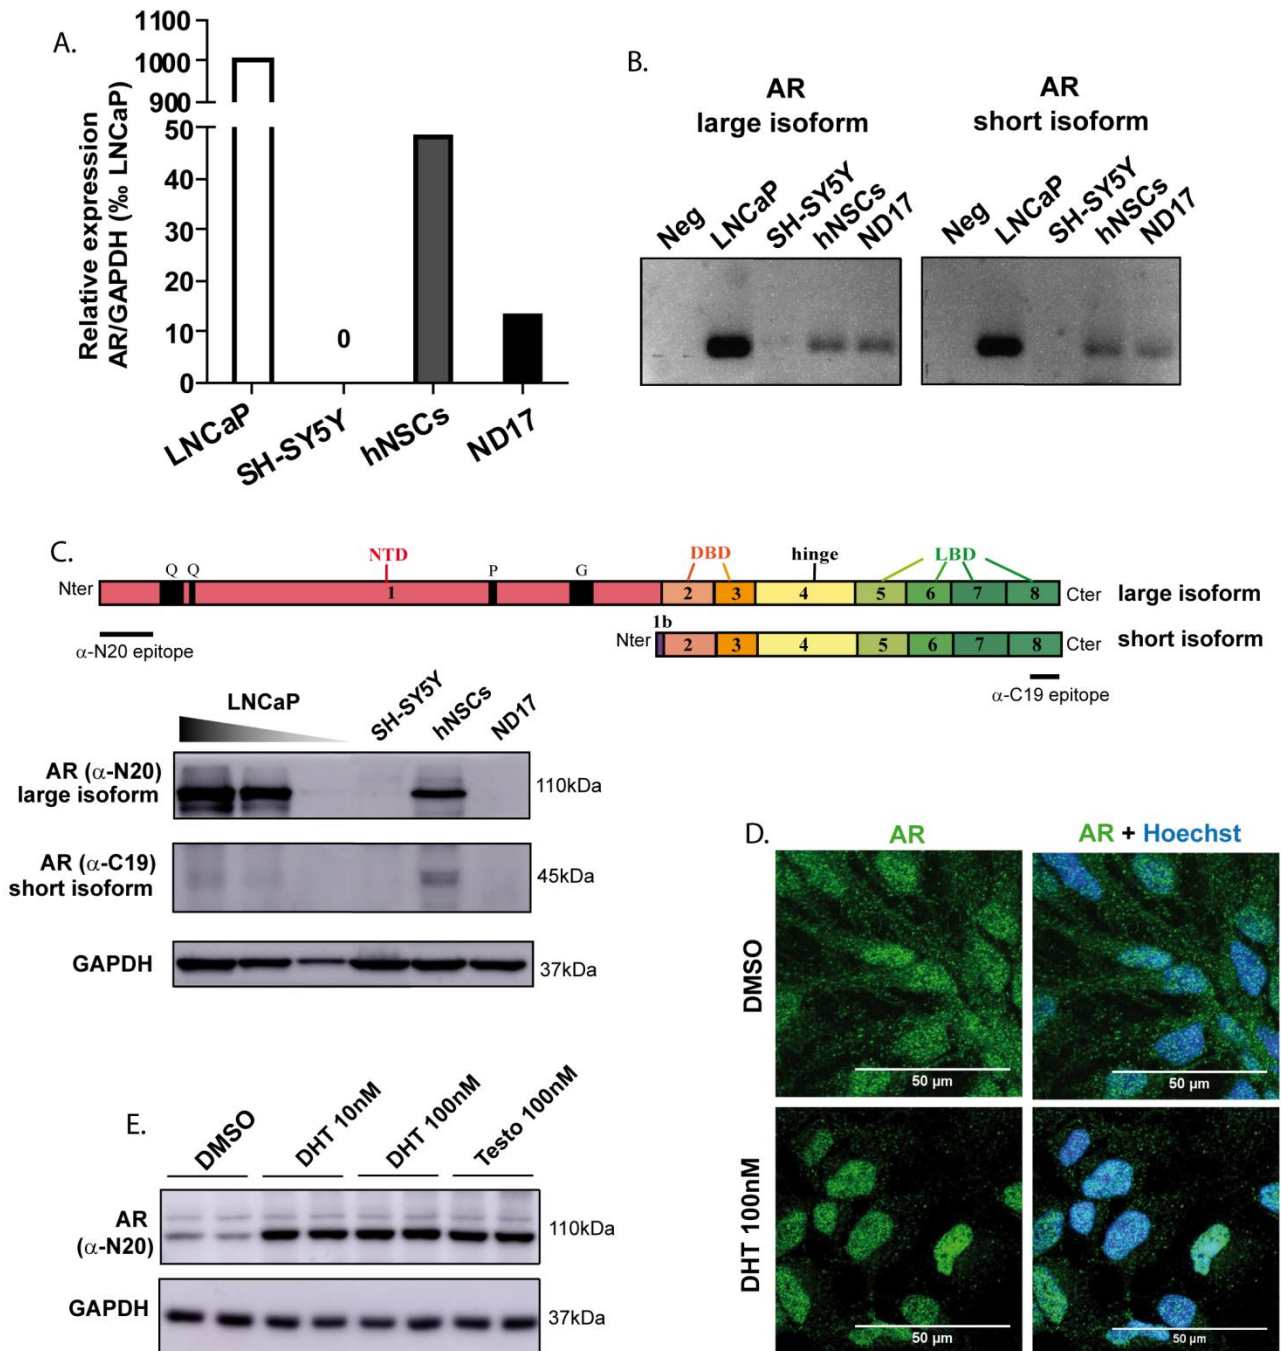 A.
Relative expression
AR/GAPDH (‰ LNCaP)
1100
1000
900
50
40
30
20
10
0
0
LNCaP
SH-SY5Y
hNSCs
ND17
B.
AR
large isoform
AR
short isoform
Neg
LNCaP
SH-SY5Y
hNSCs
ND17
Neg
LNCaP
SH-SY5Y
hNSCs
ND17
C.
NTD
DBD
hinge
LBD
Q Q P G
Nter 1 2 3 4 5 6 7 8 Cter large isoform
1b
Nter 2 3 4 5 6 7 8 Cter short isoform
α-N20 epitope
α-C19 epitope
LNCaP
SH-SY5Y
hNSCs
ND17
AR (α-N20)
large isoform
110kDa
AR (α-C19)
short isoform
45kDa
GAPDH
37kDa
D.
AR
AR + Hoechst
DMSO
50 µm
50 µm
DHT 100nM
50 µm
50 µm
E.
DMSO
DHT 10nM
DHT 100nM
Testo 100nM
AR
(α-N20)
110kDa
GAPDH
37kDa